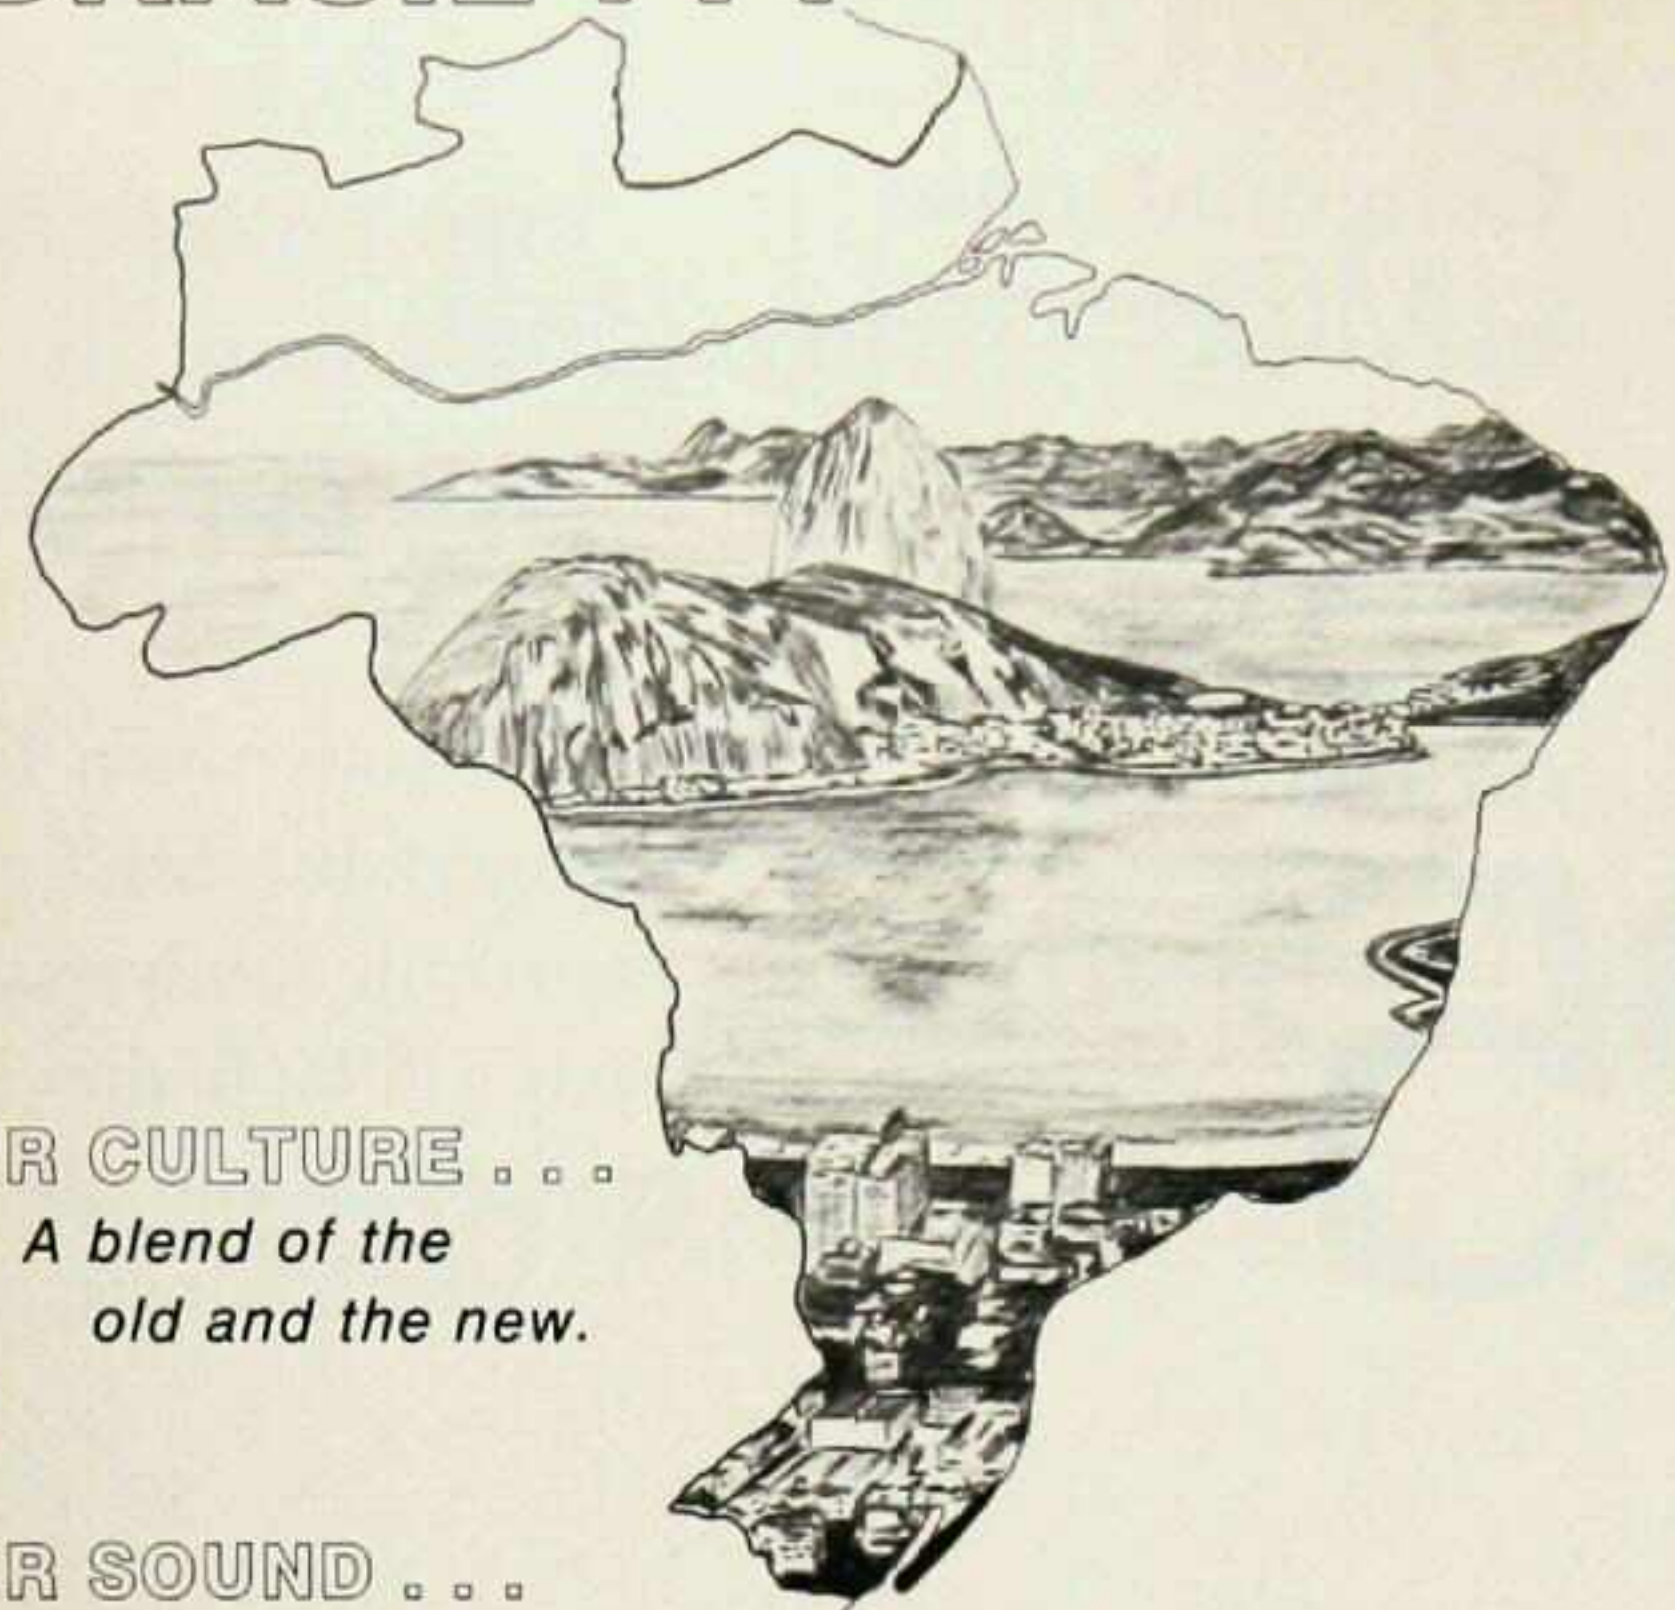 R CULTURE . . .
A blend of the
old and the new.
R SOUND . . .